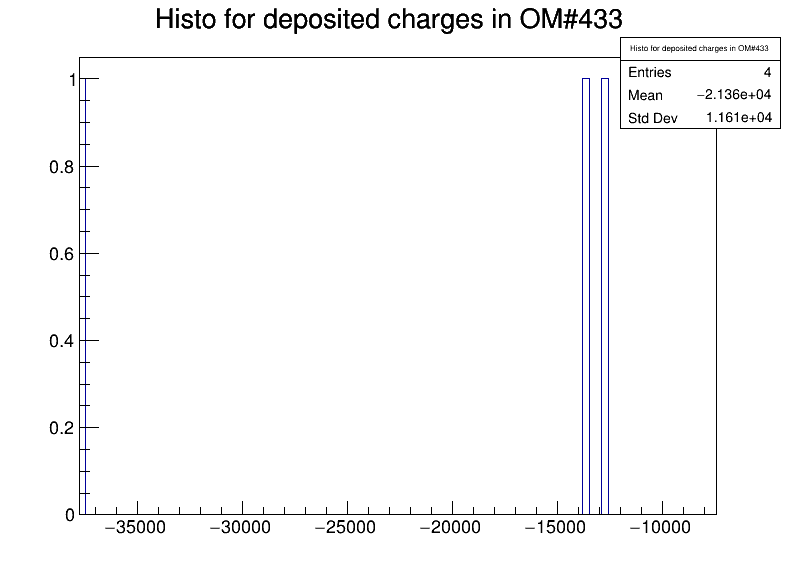 Histo for deposited charges in OM#433
Histo for deposited charges in OM#433
Entries 4
Mean −2.136e+04
Std Dev 1.161e+04
1
0.8
0.6
0.4
0.2
0
−35000 −30000 −25000 −20000 −15000 −10000